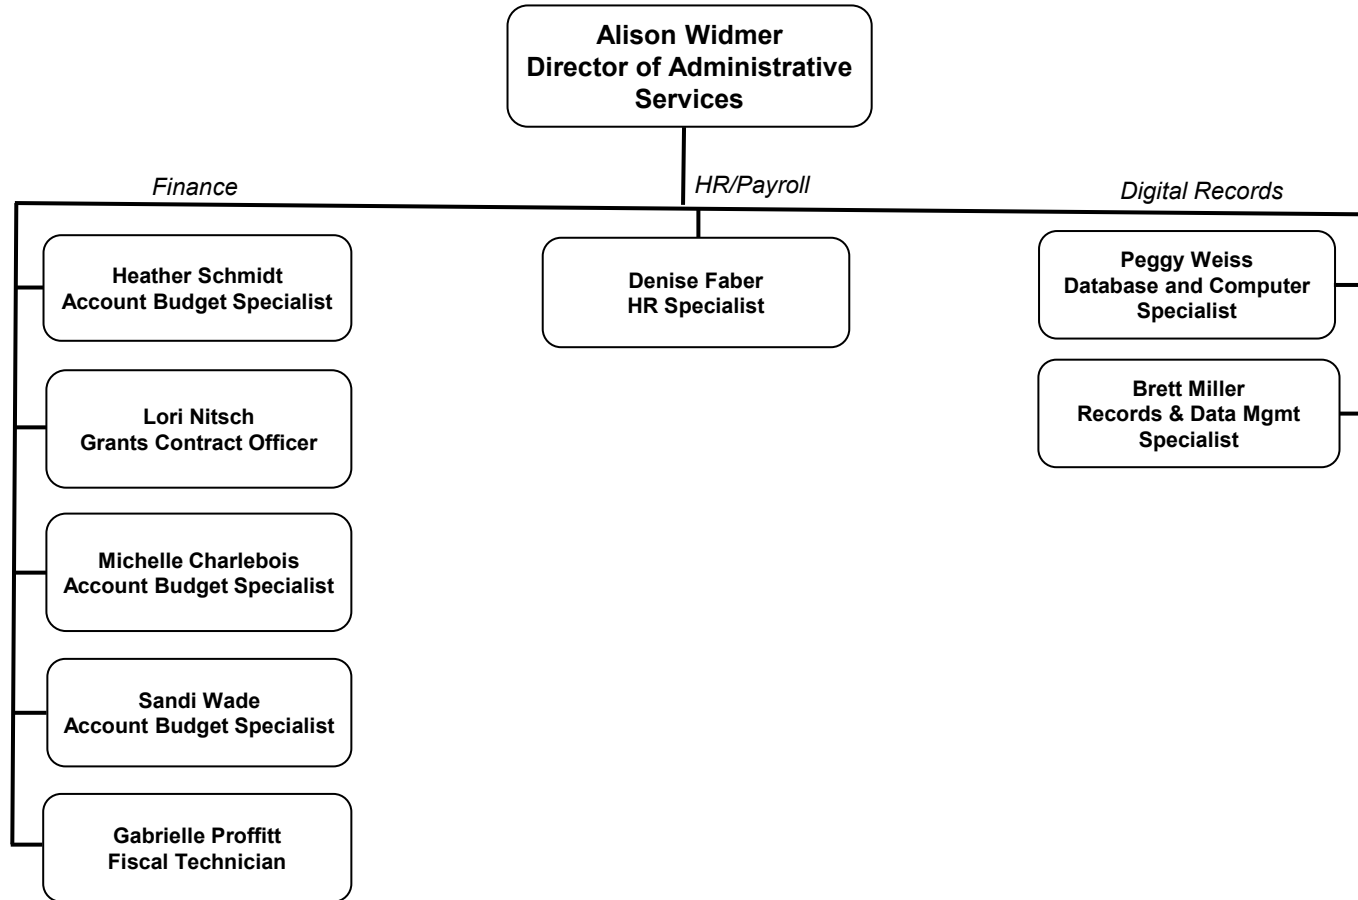 Alison Widmer
Director of Administrative
Services
Finance
HR/Payroll
Digital Records
Heather Schmidt
Account Budget Specialist
Lori Nitsch
Grants Contract Officer
Michelle Charlebois
Account Budget Specialist
Sandi Wade
Account Budget Specialist
Gabrielle Proffitt
Fiscal Technician
Denise Faber
HR Specialist
Peggy Weiss
Database and Computer
Specialist
Brett Miller
Records & Data Mgmt
Specialist